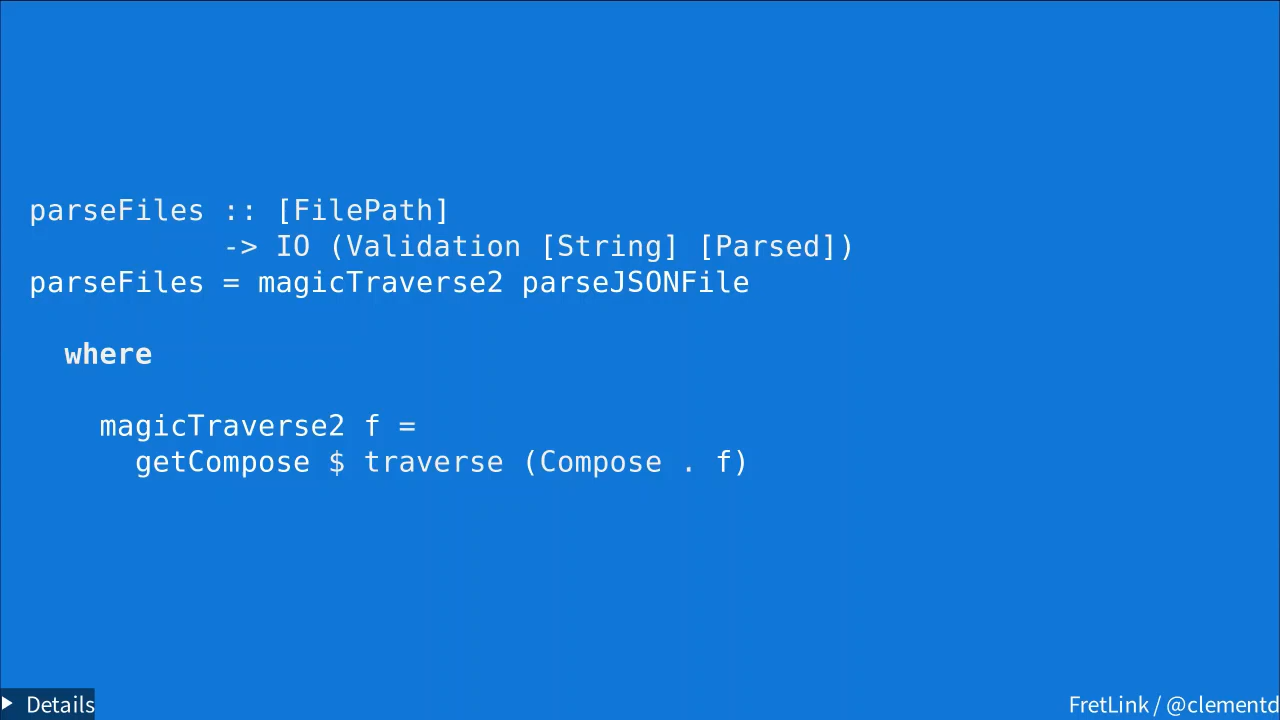 parseFiles :: [FilePath]
           -> IO (Validation [String] [Parsed])
parseFiles = magicTraverse2 parseJSONFile
  where
    magicTraverse2 f =
      getCompose $ traverse (Compose . f)
Details
FretLink / @clementd